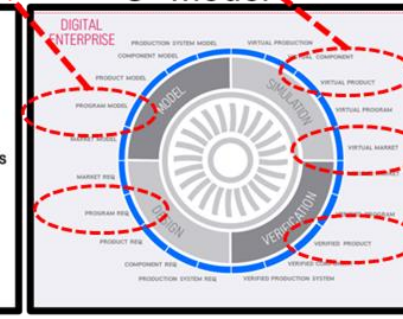 DIGITAL
ENTERPRISE
PRODUCTION SYSTEM MODEL
VIRTUAL PRODUCTION
COMPONENT MODEL
VIRTUAL COMPONENT
PRODUCT MODEL
VIRTUAL PRODUCT
PROGRAM MODEL
MODEL
SIMULATION
VIRTUAL PROGRAM
MARKET MODEL
VIRTUAL MARKET
MARKET REQ
PROGRAM REQ
DESIGN
VERIFICATION
VERIFIED PROGRAM
PRODUCT REQ
VERIFIED PRODUCT
COMPONENT REQ
PRODUCTION SYSTEM REQ
VERIFIED PRODUCTION SYSTEM